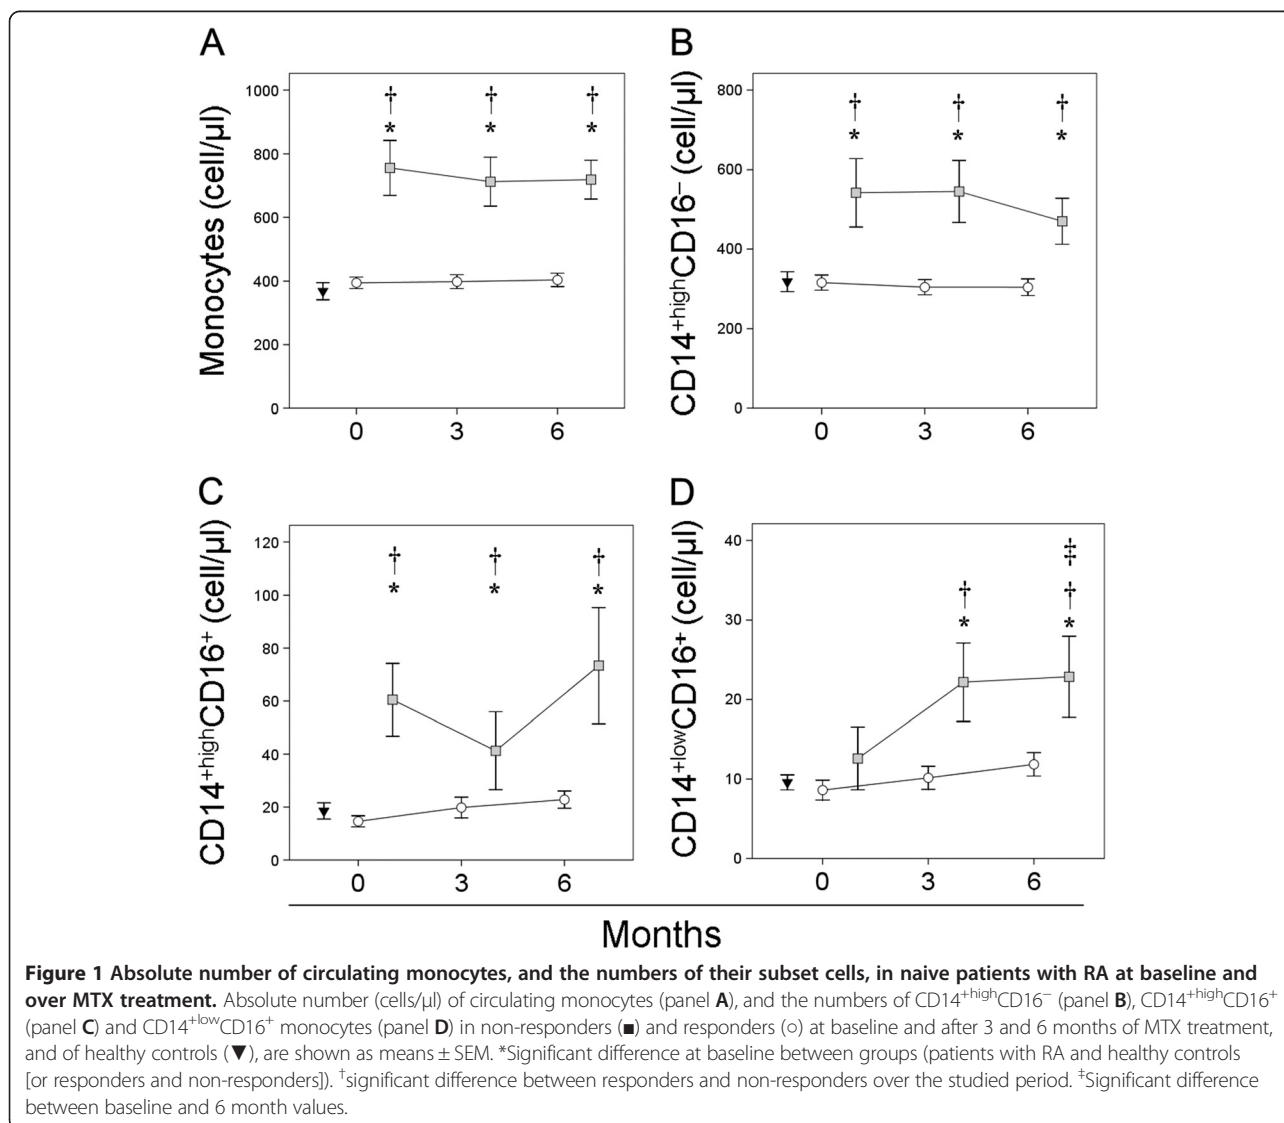 A
Monocytes (cell/µl)
1000
800
600
400
200
0
†
*
†
*
†
*
0 3 6
B
CD14⁺ʰⁱᵍʰCD16⁻ (cell/µl)
800
600
400
200
0
†
*
†
*
†
*
0 3 6
C
CD14⁺ʰⁱᵍʰCD16⁺ (cell/µl)
120
100
80
60
40
20
0
†
*
†
*
†
*
0 3 6
D
CD14⁺ˡᵒʷCD16⁺ (cell/µl)
40
30
20
10
0
†
*
‡
†
*
0 3 6
Months
Figure 1 Absolute number of circulating monocytes, and the numbers of their subset cells, in naive patients with RA at baseline and
over MTX treatment. Absolute number (cells/µl) of circulating monocytes (panel A), and the numbers of CD14⁺ʰⁱᵍʰCD16⁻ (panel B), CD14⁺ʰⁱᵍʰCD16⁺
(panel C) and CD14⁺ˡᵒʷCD16⁺ monocytes (panel D) in non-responders (■) and responders (○) at baseline and after 3 and 6 months of MTX treatment,
and of healthy controls (▼), are shown as means ± SEM. *Significant difference at baseline between groups (patients with RA and healthy controls
[or responders and non-responders]). †significant difference between responders and non-responders over the studied period. ‡Significant difference
between baseline and 6 month values.